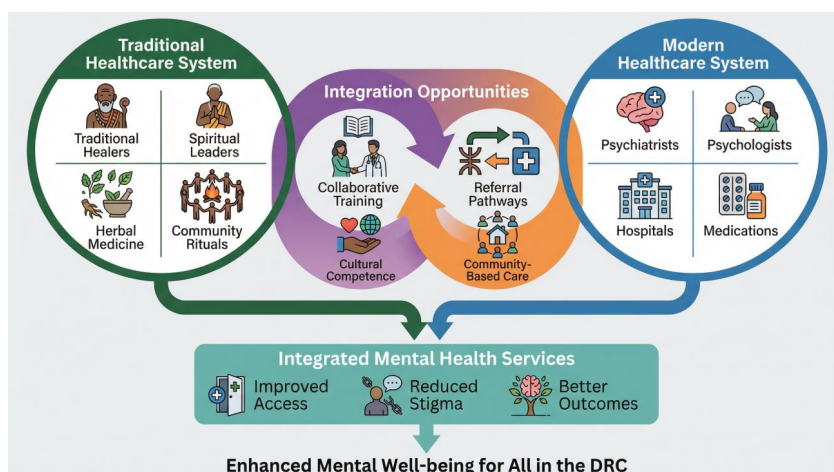 Traditional
Healthcare System
Traditional
Healers
Spiritual
Leaders
Herbal
Medicine
Community
Rituals
Integration Opportunities
Collaborative
Training
Referral
Pathways
Cultural
Competence
Community-
Based Care
Modern
Healthcare System
Psychiatrists
Psychologists
Hospitals
Medications
Integrated Mental Health Services
Improved
Access
Reduced
Stigma
Better
Outcomes
Enhanced Mental Well-being for All in the DRC